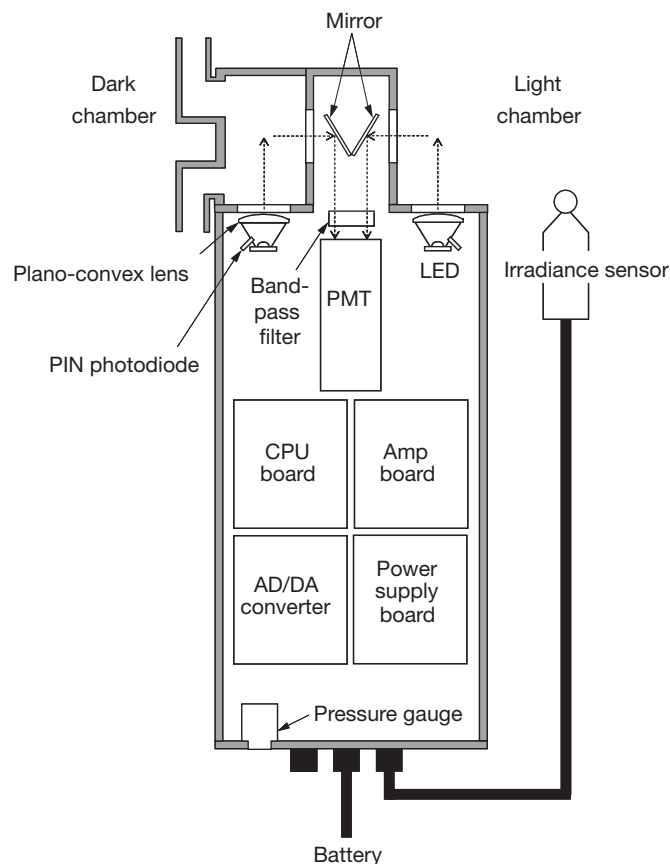 Mirror
Dark
chamber
Light
chamber
Plano-convex lens
Band-
pass
filter
PMT
LED
Irradiance sensor
PIN photodiode
CPU
board
Amp
board
AD/DA
converter
Power
supply
board
Pressure gauge
Battery